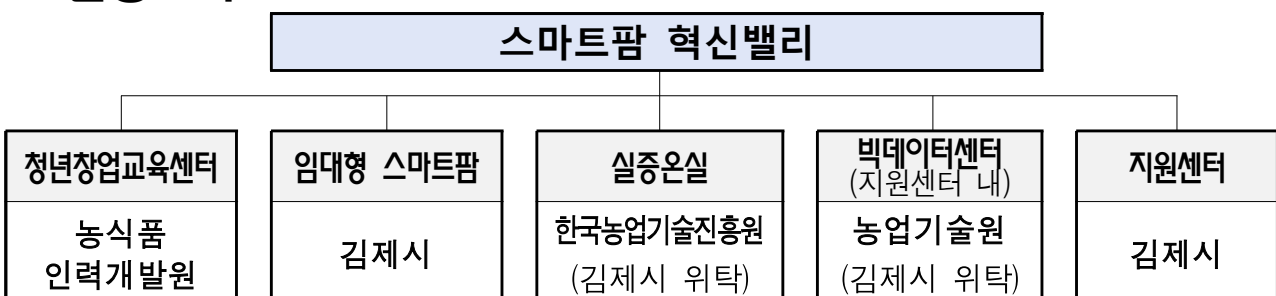 스마트팜 혁신밸리
청년창업교육센터
농식품
인력개발원
임대형 스마트팜
김제시
실증온실
한국농업기술진흥원
(김제시 위탁)
빅데이터센터
(지원센터 내)
농업기술원
(김제시 위탁)
지원센터
김제시